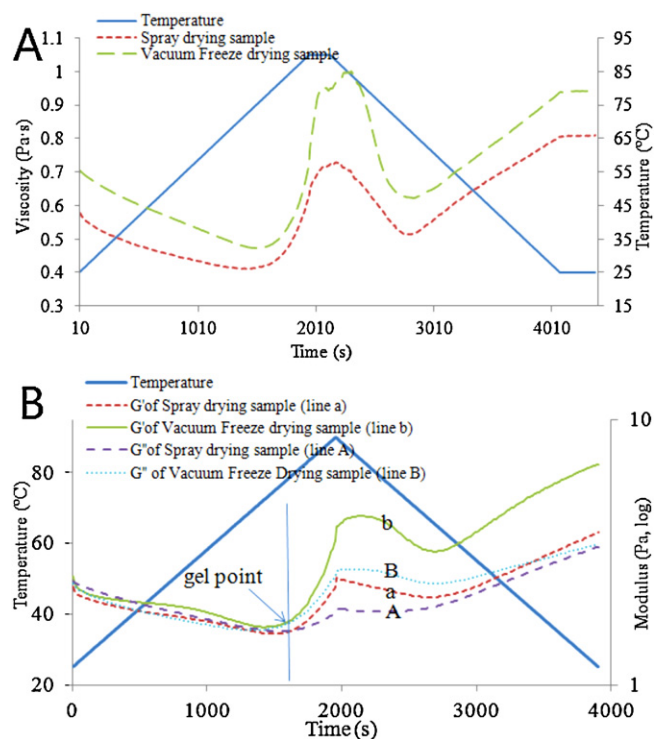 A
Temperature
Spray drying sample
Vacuum Freeze drying sample
1.1
1
0.9
0.8
0.7
0.6
0.5
0.4
0.3
Viscosity (Pa·s)
95
85
75
65
55
45
35
25
15
Temperature (ºC)
10 1010 2010 3010 4010
Time (s)
B
Temperature
G'of Spray drying sample (line a)
G'of Vacuum Freeze drying sample (line b)
G"of Spray drying sample (line A)
G" of Vacuum Freeze Drying sample (line B)
80
60
40
20
Temperature (ºC)
10
1
Modulus (Pa, log)
gel point
b
B
a
A
0 1000 2000 3000 4000
Time (s)